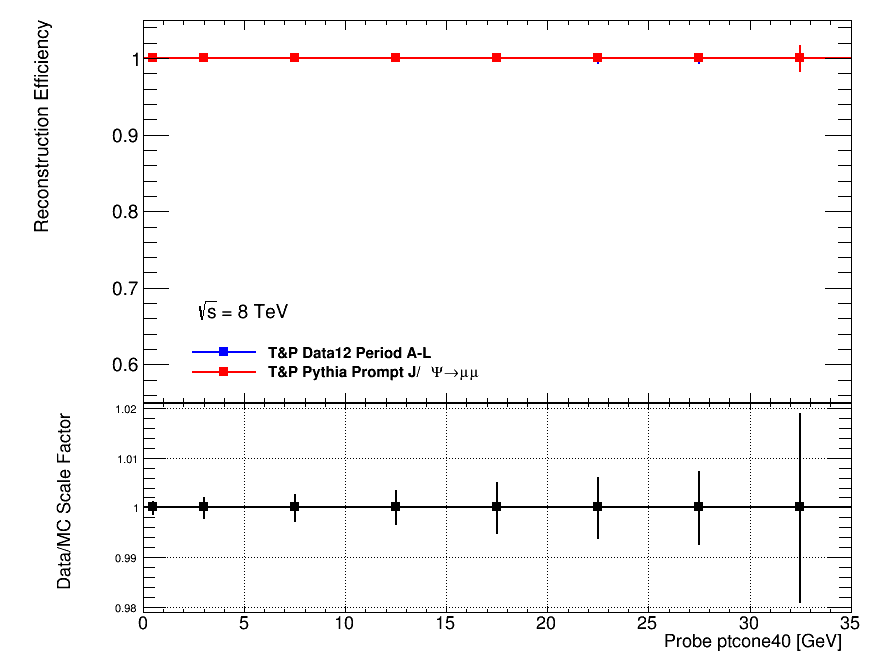 Reconstruction Efficiency
1
0.9
0.8
0.7
0.6
√s = 8 TeV
T&P Data12 Period A-L
T&P Pythia Prompt J/ Ψ→μμ
Data/MC Scale Factor
1.02
1.01
1
0.99
0.98
0 5 10 15 20 25 30 35
Probe ptcone40 [GeV]